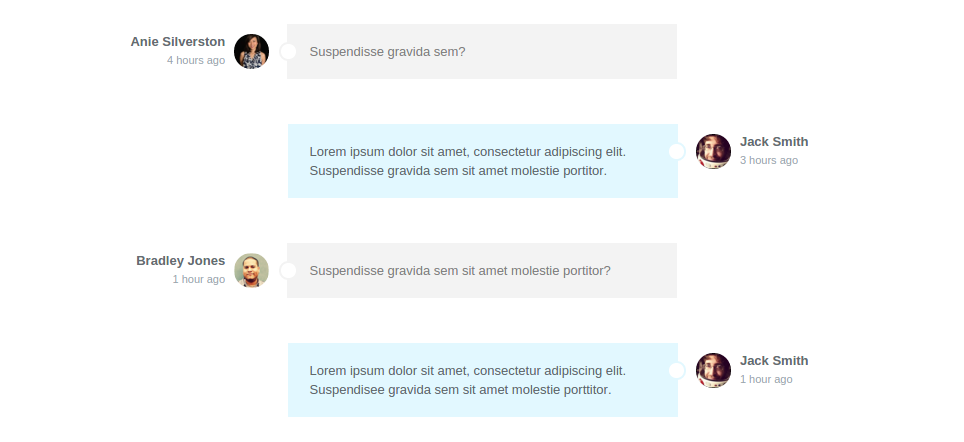 Anie Silverston
4 hours ago
Suspendisse gravida sem?
Lorem ipsum dolor sit amet, consectetur adipiscing elit.
Suspendisse gravida sem sit amet molestie portitor.
Jack Smith
3 hours ago
Bradley Jones
1 hour ago
Suspendisse gravida sem sit amet molestie portitor?
Lorem ipsum dolor sit amet, consectetur adipiscing elit.
Suspendisee gravida sem sit amet molestie porttitor.
Jack Smith
1 hour ago